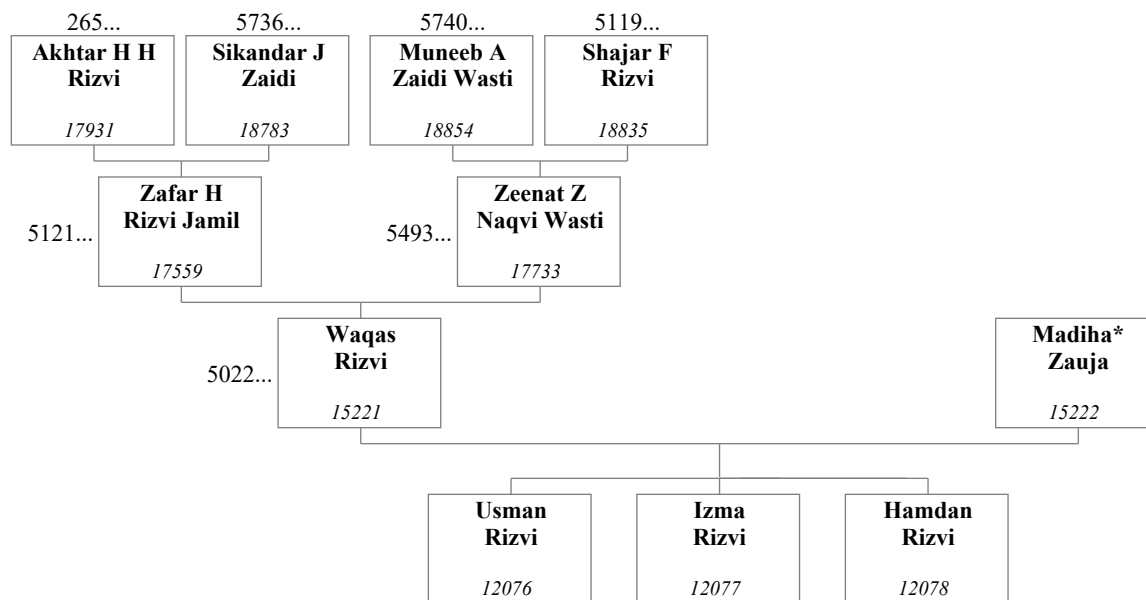 265...
5736...
5740...
5119...
Akhtar H H
Rizvi
17931
Sikandar J
Zaidi
18783
Muneeb A
Zaidi Wasti
18854
Shajar F
Rizvi
18835
5121...
Zafar H
Rizvi Jamil
17559
5493...
Zeenat Z
Naqvi Wasti
17733
5022...
Waqas
Rizvi
15221
Madiha*
Zauja
15222
Usman
Rizvi
12076
Izma
Rizvi
12077
Hamdan
Rizvi
12078